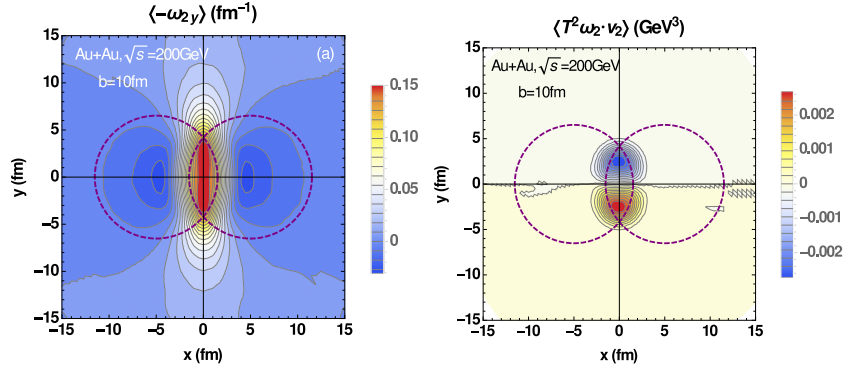 ⟨−ω₂ y⟩ (fm⁻¹)
Au+Au, √s =200GeV
b=10fm
(a)
15
10
5
0
−5
−10
−15
y (fm)
−15 −10 −5 0 5 10 15
x (fm)
0.15
0.10
0.05
0
⟨T²ω₂· v₂⟩ (GeV³)
Au+Au, √s =200GeV
b=10fm
15
10
5
0
−5
−10
−15
y (fm)
−15 −10 −5 0 5 10 15
x (fm)
0.002
0.001
0
−0.001
−0.002